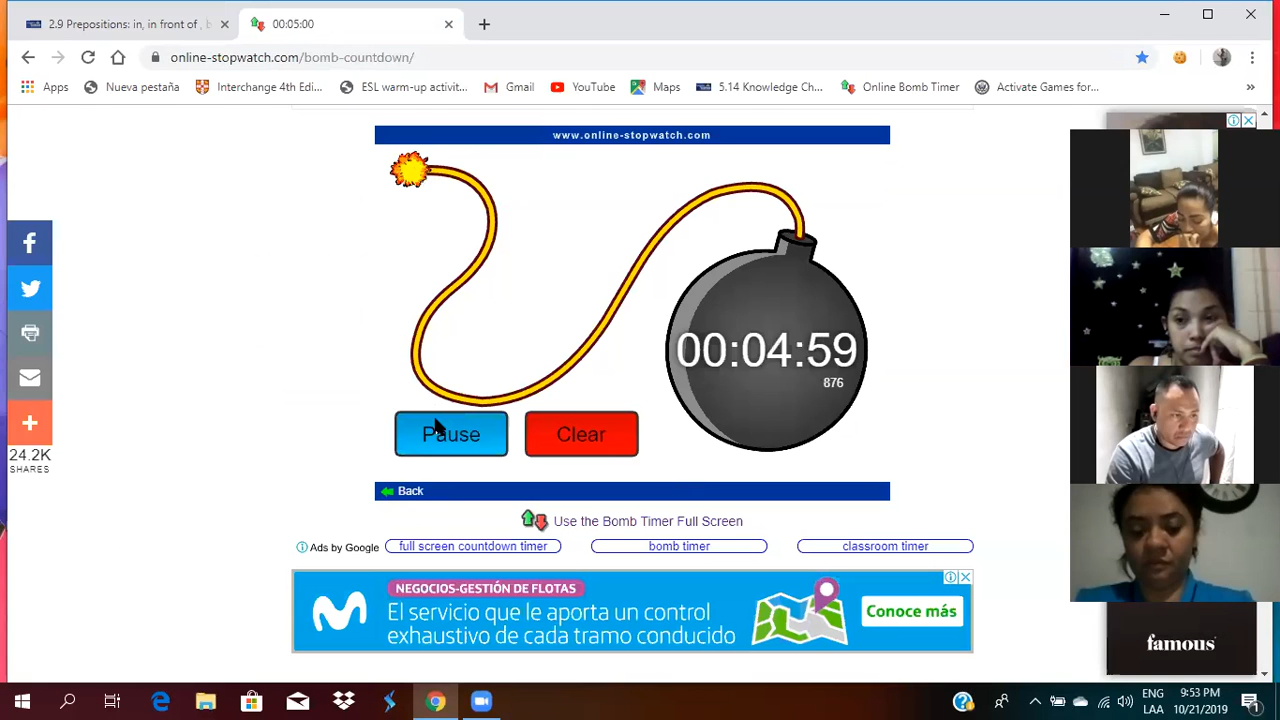 2.9 Prepositions: in, in front of , b
00:05:00
online-stopwatch.com/bomb-countdown/
Apps
Nueva pestaña
Interchange 4th Edi...
ESL warm-up activit...
Gmail
YouTube
Maps
5.14 Knowledge Ch...
Online Bomb Timer
Activate Games for...
www.online-stopwatch.com
00:04:59
876
Pause
Clear
24.2K
SHARES
Back
Use the Bomb Timer Full Screen
Ads by Google
full screen countdown timer
bomb timer
classroom timer
NEGOCIOS-GESTIÓN DE FLOTAS
El servicio que le aporta un control
exhaustivo de cada tramo conducido
Conoce más
famous
ENG
LAA
9:53 PM
10/21/2019
1